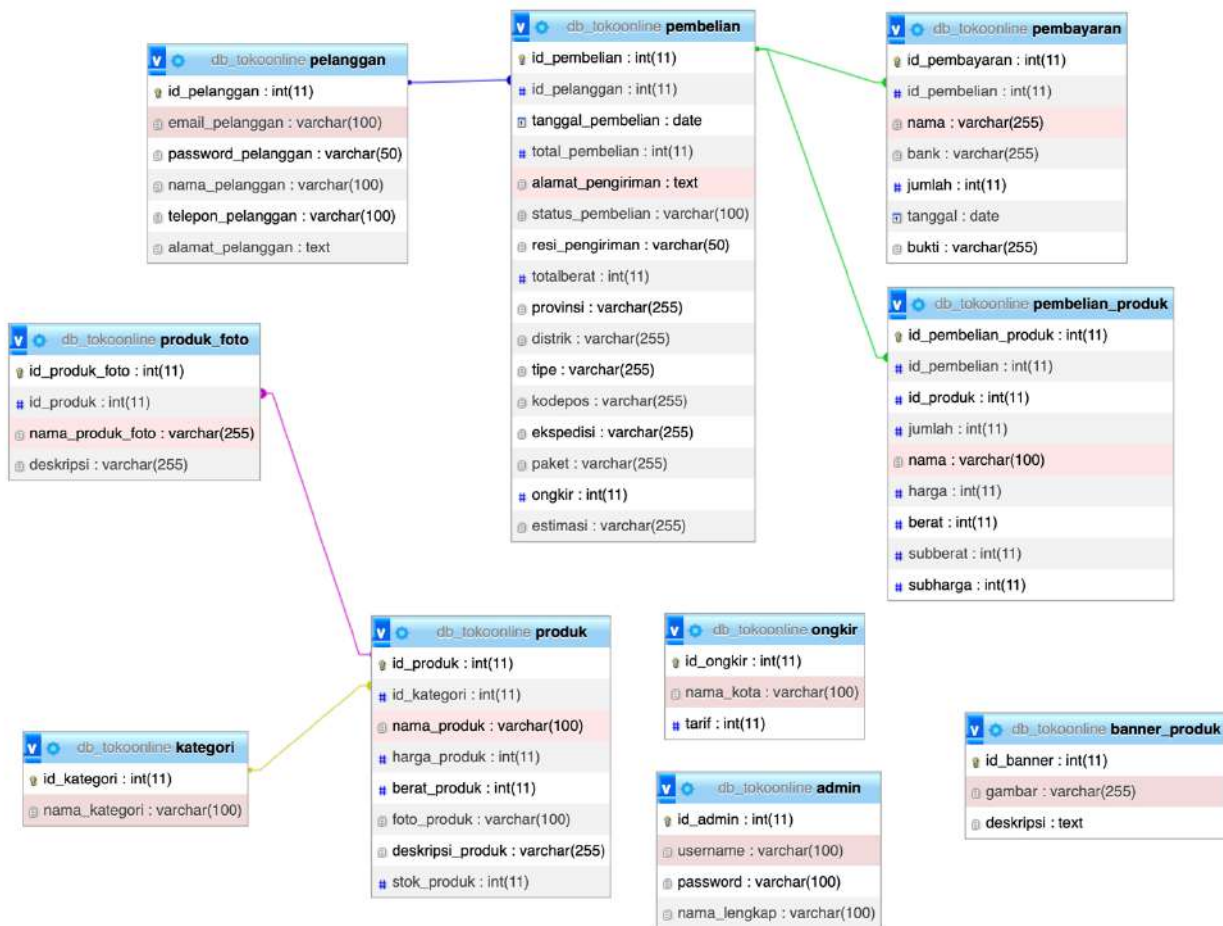 db_tokoonline pelanggan
id_pelanggan : int(11)
email_pelanggan : varchar(100)
password_pelanggan : varchar(50)
nama_pelanggan : varchar(100)
telepon_pelanggan : varchar(100)
alamat_pelanggan : text
db_tokoonline pembelian
id_pembelian : int(11)
id_pelanggan : int(11)
tanggal_pembelian : date
total_pembelian : int(11)
alamat_pengiriman : text
status_pembelian : varchar(100)
resi_pengiriman : varchar(50)
totalberat : int(11)
provinsi : varchar(255)
distrik : varchar(255)
tipe : varchar(255)
kodepos : varchar(255)
ekspedisi : varchar(255)
paket : varchar(255)
ongkir : int(11)
estimasi : varchar(255)
db_tokoonline pembayaran
id_pembayaran : int(11)
id_pembelian : int(11)
nama : varchar(255)
bank : varchar(255)
jumlah : int(11)
tanggal : date
bukti : varchar(255)
db_tokoonline pembelian_produk
id_pembelian_produk : int(11)
id_pembelian : int(11)
id_produk : int(11)
jumlah : int(11)
nama : varchar(100)
harga : int(11)
berat : int(11)
subberat : int(11)
subharga : int(11)
db_tokoonline produk_foto
id_produk_foto : int(11)
id_produk : int(11)
nama_produk_foto : varchar(255)
deskripsi : varchar(255)
db_tokoonline produk
id_produk : int(11)
id_kategori : int(11)
nama_produk : varchar(100)
harga_produk : int(11)
berat_produk : int(11)
foto_produk : varchar(100)
deskripsi_produk : varchar(255)
stok_produk : int(11)
db_tokoonline ongkir
id_ongkir : int(11)
nama_kota : varchar(100)
tarif : int(11)
db_tokoonline kategori
id_kategori : int(11)
nama_kategori : varchar(100)
db_tokoonline admin
id_admin : int(11)
username : varchar(100)
password : varchar(100)
nama_lengkap : varchar(100)
db_tokoonline banner_produk
id_banner : int(11)
gambar : varchar(255)
deskripsi : text